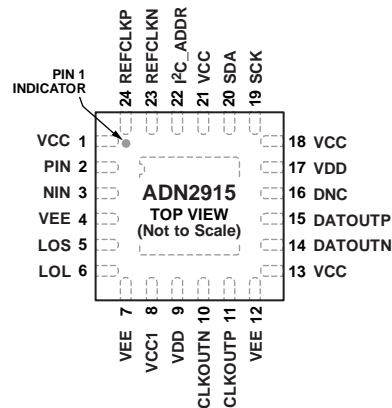 PIN 1
INDICATOR
24 REFCLKP
23 REFCLKN
22 I²C_ADDR
21 VCC
20 SDA
19 SCK
VCC 1
PIN 2
NIN 3
VEE 4
LOS 5
LOL 6
ADN2915
TOP VIEW
(Not to Scale)
18 VCC
17 VDD
16 DNC
15 DATOUTP
14 DATOUTN
13 VCC
VEE 7
VCC1 8
VDD 9
CLKOUTN 10
CLKOUTP 11
VEE 12